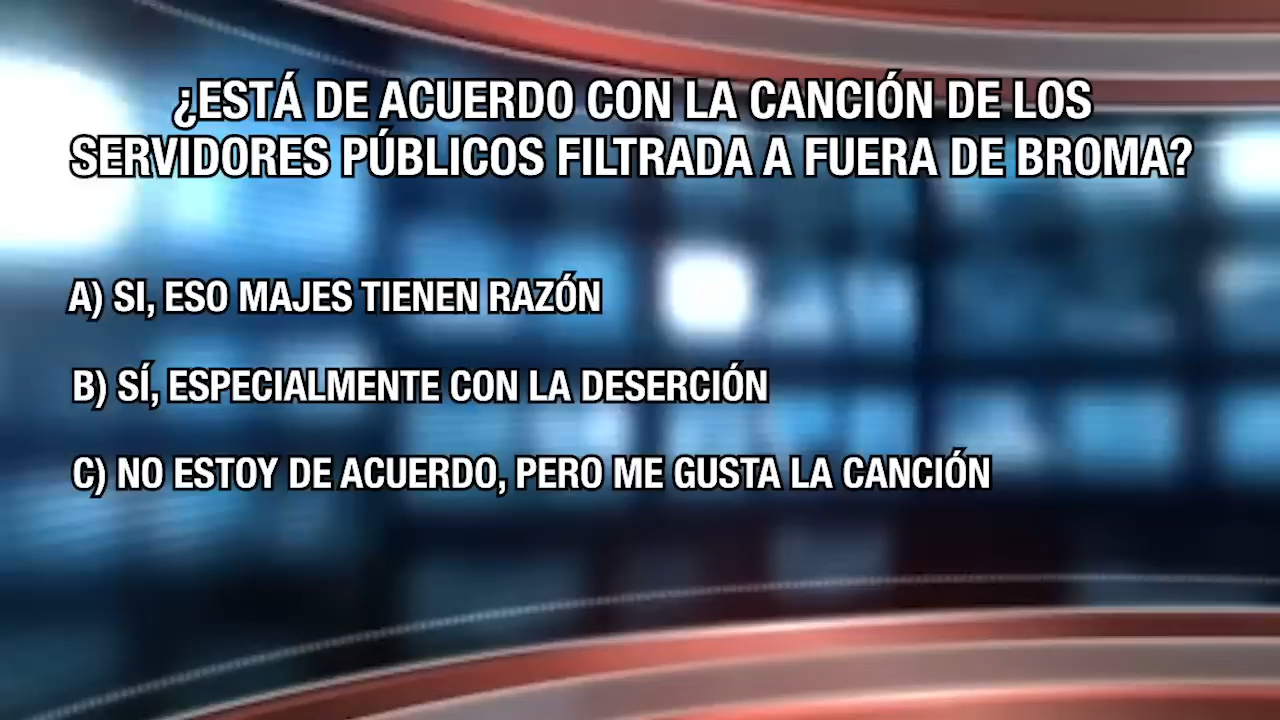 ¿ESTÁ DE ACUERDO CON LA CANCIÓN DE LOS
SERVIDORES PÚBLICOS FILTRADA A FUERA DE BROMA?
A) SI, ESO MAJES TIENEN RAZÓN
B) SÍ, ESPECIALMENTE CON LA DESERCIÓN
C) NO ESTOY DE ACUERDO, PERO ME GUSTA LA CANCIÓN